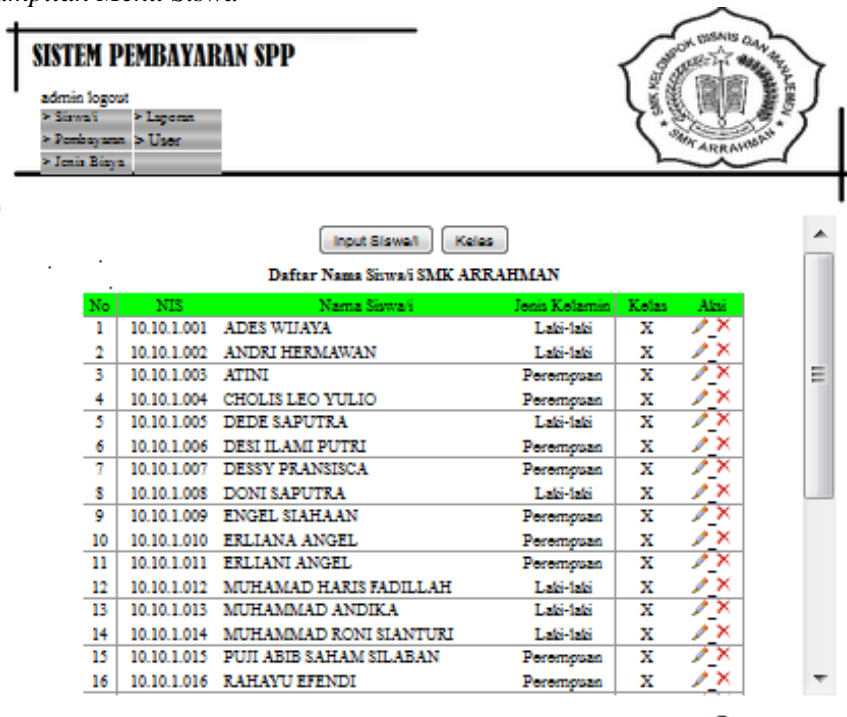 Menu Siswa
SISTEM PEMBAYARAN SPP
SMK KELOMPOK BISNIS DAN MANAJEMEN
* SMK ARRAHMAN *
admin logout
> Siswa/i > Laporan
> Pembayaran > User
> Jenis Biaya
Input Siswa/i Kelas
Daftar Nama Siswa/i SMK ARRAHMAN
No NIS Nama Siswa/i Jenis Kelamin Kelas Aksi
1 10.10.1.001 ADES WIJAYA Laki-laki X
2 10.10.1.002 ANDRI HERMAWAN Laki-laki X
3 10.10.1.003 ATINI Perempuan X
4 10.10.1.004 CHOLIS LEO YULIO Perempuan X
5 10.10.1.005 DEDE SAPUTRA Laki-laki X
6 10.10.1.006 DESI ILAMI PUTRI Perempuan X
7 10.10.1.007 DESSY PRANSISCA Perempuan X
8 10.10.1.008 DONI SAPUTRA Laki-laki X
9 10.10.1.009 ENGEL SIAHAAN Perempuan X
10 10.10.1.010 ERLIANA ANGEL Perempuan X
11 10.10.1.011 ERLIANI ANGEL Perempuan X
12 10.10.1.012 MUHAMAD HARIS FADILLAH Laki-laki X
13 10.10.1.013 MUHAMMAD ANDIKA Laki-laki X
14 10.10.1.014 MUHAMMAD RONI SIANTURI Laki-laki X
15 10.10.1.015 PUJI ABIB SAHAM SILABAN Perempuan X
16 10.10.1.016 RAHAYU EFENDI Perempuan X